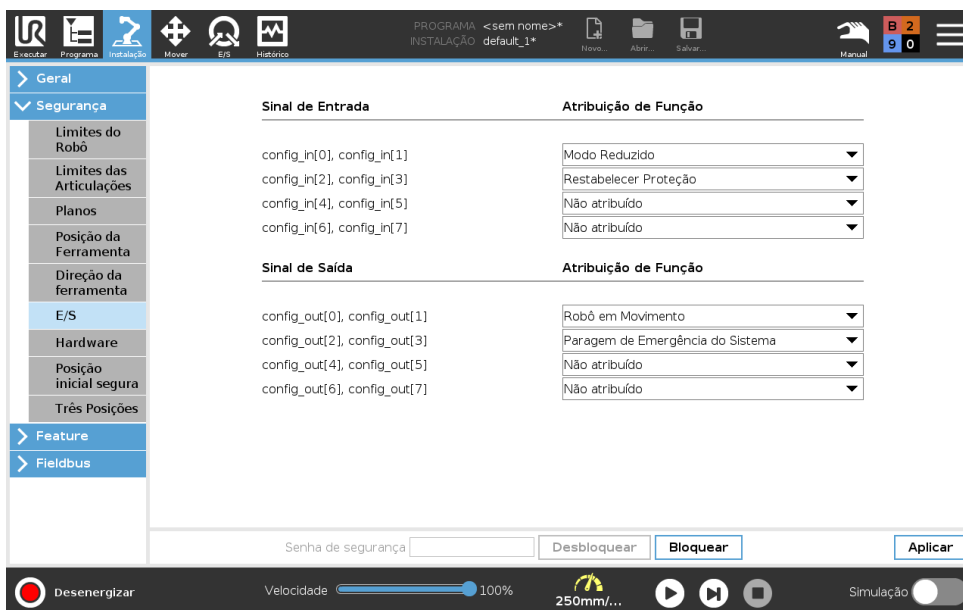 UR
PROGRAMA <sem nome>*
INSTALAÇÃO default_1*
Executar Programa Instalação Mover E/S Histórico Novo... Abrir... Salvar... Manual
B 2
9 0
Geral
Segurança
Limites do
Robô
Limites das
Articulações
Planos
Posição da
Ferramenta
Direção da
ferramenta
E/S
Hardware
Posição
inicial segura
Três Posições
Feature
Fieldbus
Sinal de Entrada Atribuição de Função
config_in[0], config_in[1] Modo Reduzido
config_in[2], config_in[3] Restabelecer Proteção
config_in[4], config_in[5] Não atribuído
config_in[6], config_in[7] Não atribuído
Sinal de Saída Atribuição de Função
config_out[0], config_out[1] Robô em Movimento
config_out[2], config_out[3] Paragem de Emergência do Sistema
config_out[4], config_out[5] Não atribuído
config_out[6], config_out[7] Não atribuído
Senha de segurança Desbloquear Bloquear Aplicar
Desenergizar Velocidade 100% 250mm/... Simulação